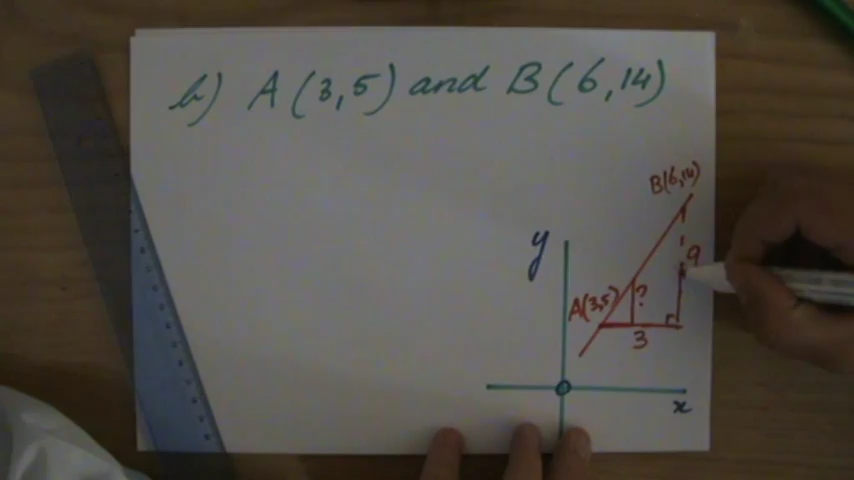 b) A (3,5) and B (6,14)
B(6,14)
y
9
A(3,5)
?
3
O
x